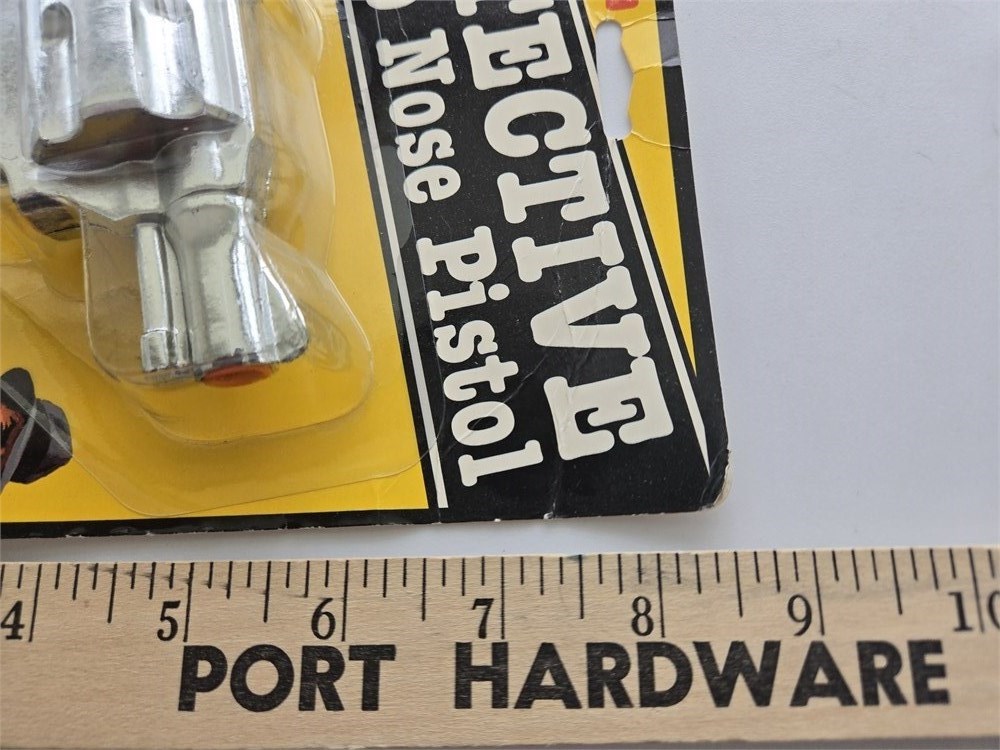 ECTIVE
Nose Pistol
4 5 6 7 8 9 10
PORT HARDWARE